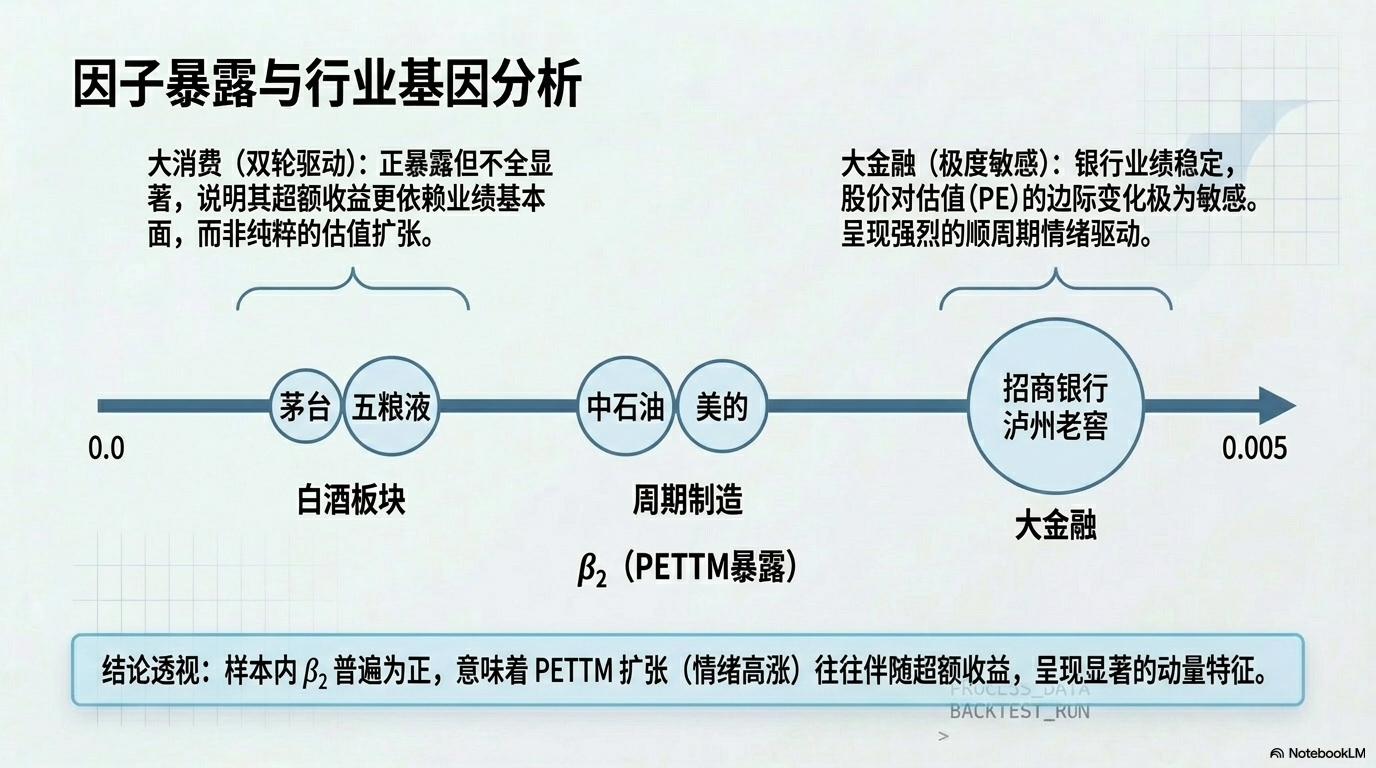 因子暴露与行业基因分析
大消费（双轮驱动）：正暴露但不全显
著，说明其超额收益更依赖业绩基本
面，而非纯粹的估值扩张。
大金融（极度敏感）：银行业绩稳定，
股价对估值(PE)的边际变化极为敏感。
呈现强烈的顺周期情绪驱动。
茅台
五粮液
中石油
美的
招商银行
泸州老窖
0.0
0.005
白酒板块
周期制造
大金融
β₂（PETTM暴露）
结论透视：样本内 β₂ 普遍为正，意味着 PETTM 扩张（情绪高涨）往往伴随超额收益，呈现显著的动量特征。
PROCL3S_DATA
BACKTEST_RUN
>
NotebookLM